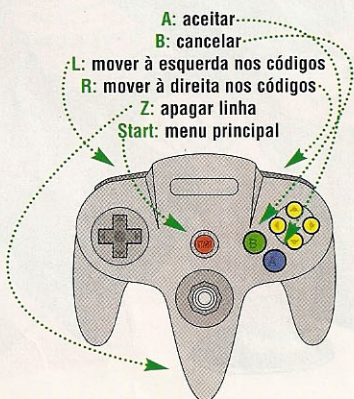 A: aceitar
B: cancelar
L: mover à esquerda nos códigos
R: mover à direita nos códigos
Z: apagar linha
Start: menu principal
START
B
A